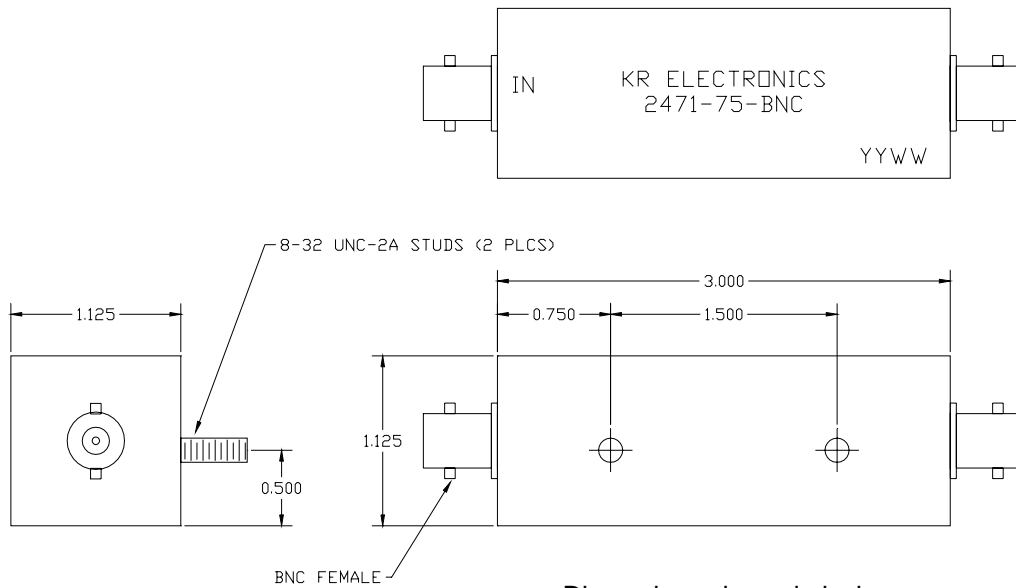 IN
KR ELECTRONICS
2471-75-BNC
YYWW
8-32 UNC-2A STUDS (2 PLCS)
3.000
1.125
0.750
1.500
1.125
0.500
BNC FEMALE